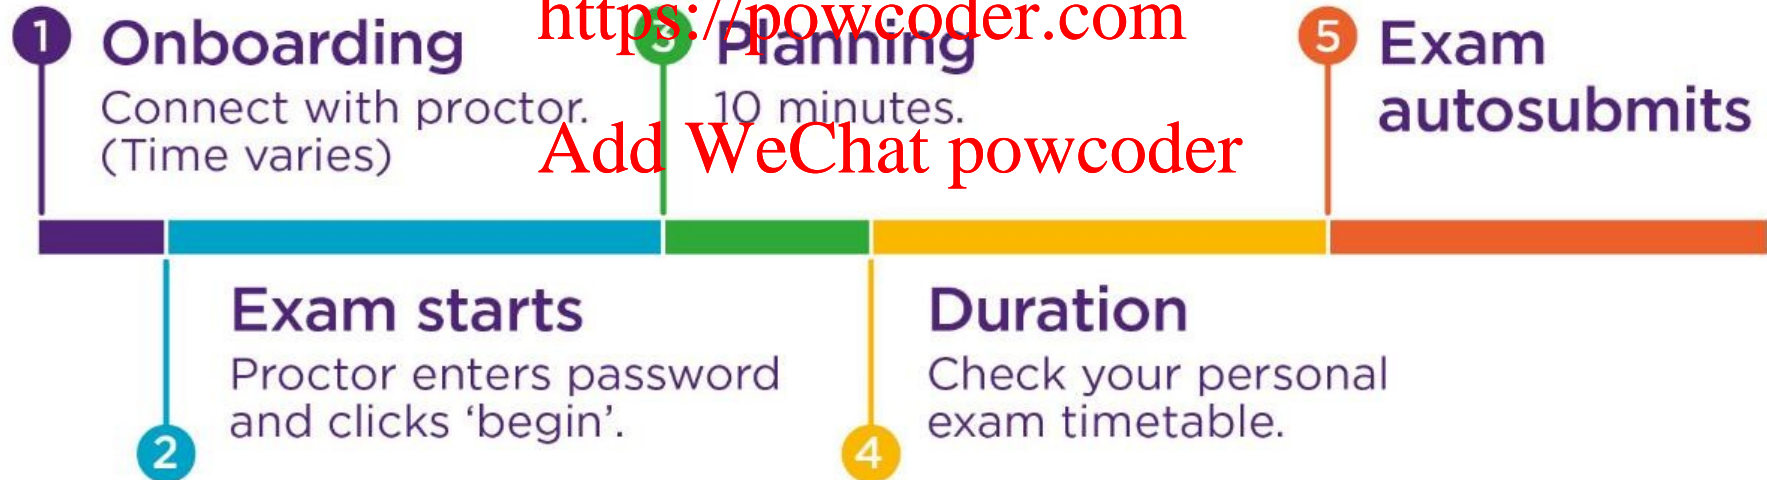 1 Onboarding
Connect with proctor.
(Time varies)
https://powcoder.com
3 Planning
10 minutes.
Add WeChat powcoder
5 Exam
autosubmits
Exam starts
Proctor enters password
and clicks ‘begin’.
2
Duration
Check your personal
exam timetable.
4